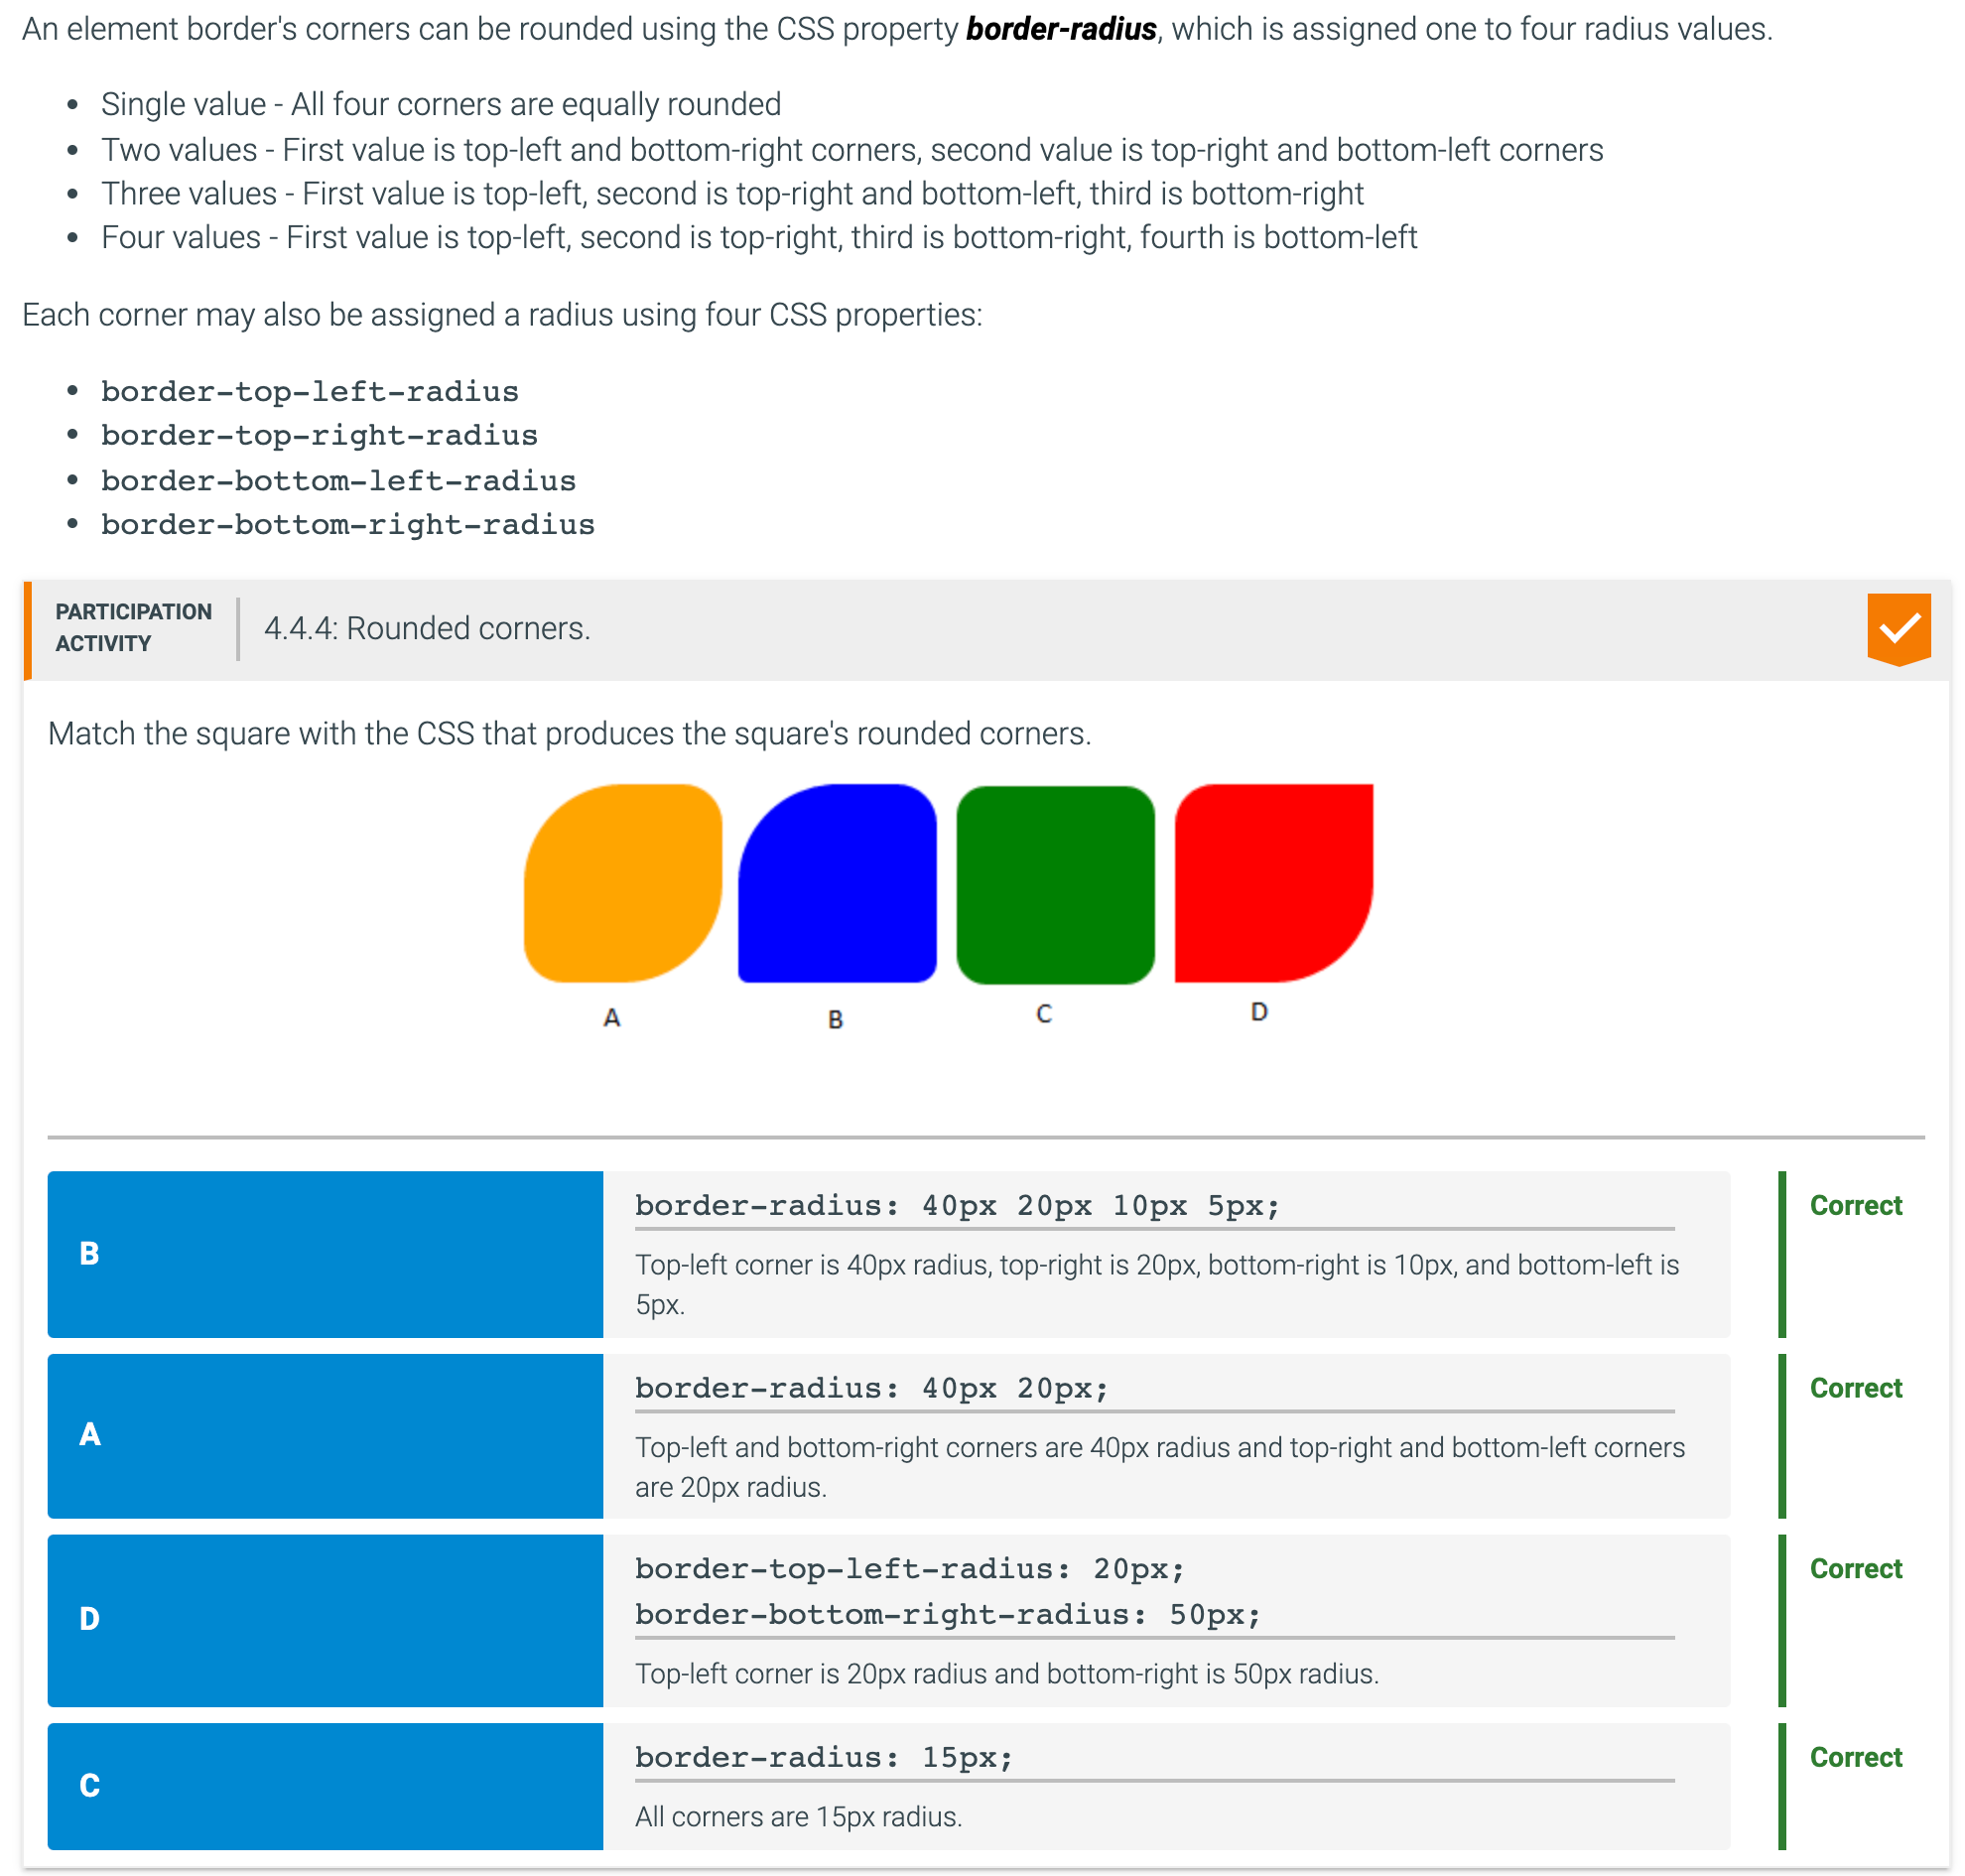 An element border's corners can be rounded using the CSS property border-radius, which is assigned one to four radius values.
• Single value - All four corners are equally rounded
• Two values - First value is top-left and bottom-right corners, second value is top-right and bottom-left corners
• Three values - First value is top-left, second is top-right and bottom-left, third is bottom-right
• Four values - First value is top-left, second is top-right, third is bottom-right, fourth is bottom-left
Each corner may also be assigned a radius using four CSS properties:
• border-top-left-radius
• border-top-right-radius
• border-bottom-left-radius
• border-bottom-right-radius
PARTICIPATION
ACTIVITY
4.4.4: Rounded corners.
Match the square with the CSS that produces the square's rounded corners.
A
B
C
D
B
border-radius: 40px 20px 10px 5px;
Correct
Top-left corner is 40px radius, top-right is 20px, bottom-right is 10px, and bottom-left is
5px.
A
border-radius: 40px 20px;
Correct
Top-left and bottom-right corners are 40px radius and top-right and bottom-left corners
are 20px radius.
D
border-top-left-radius: 20px;
Correct
border-bottom-right-radius: 50px;
Top-left corner is 20px radius and bottom-right is 50px radius.
C
border-radius: 15px;
Correct
All corners are 15px radius.